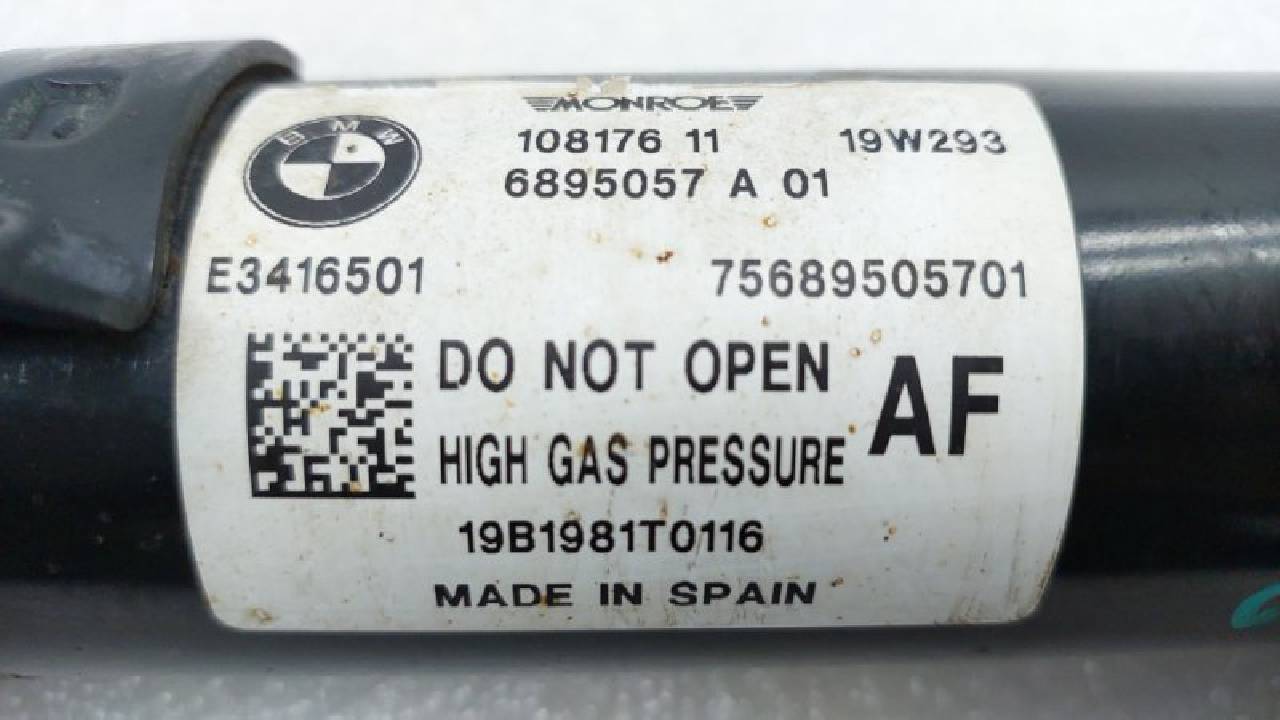 MONROE
BMW
108176 11 19W293
6895057 A 01
E3416501 75689505701
DO NOT OPEN
HIGH GAS PRESSURE AF
19B1981T0116
MADE IN SPAIN